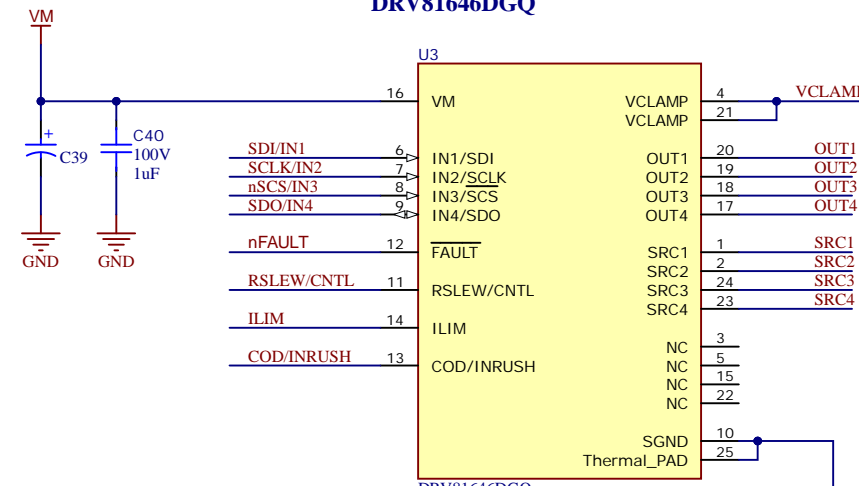 DRV81646DGQ
VM
U3
16
VM
VCLAMP
4
VCLAMP
VCLAMP
21
+
C39
C40
100V
1uF
GND
GND
SDI/IN1
6
IN1/SDI
OUT1
20
OUT1
SCLK/IN2
7
IN2/SCLK
OUT2
19
OUT2
nSCS/IN3
8
IN3/SCS
OUT3
18
OUT3
SDO/IN4
9
IN4/SDO
OUT4
17
OUT4
nFAULT
12
FAULT
SRC1
1
SRC1
SRC2
2
SRC2
RSLEW/CNTL
11
RSLEW/CNTL
SRC3
24
SRC3
SRC4
23
SRC4
ILIM
14
ILIM
NC
3
COD/INRUSH
13
COD/INRUSH
NC
5
NC
15
NC
22
SGND
10
Thermal_PAD
25
DRV81646DGQ